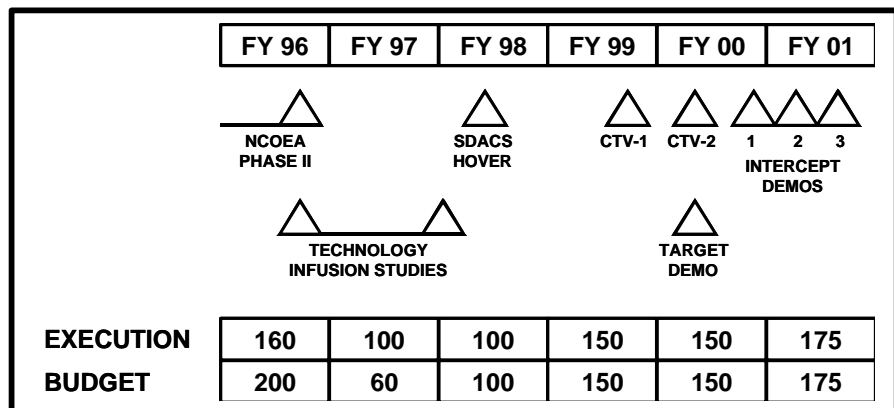 FY 96 FY 97 FY 98 FY 99 FY 00 FY 01
NCOEA
PHASE II
SDACS
HOVER
CTV-1 CTV-2 1 2 3
INTERCEPT
DEMOS
TECHNOLOGY
INFUSION STUDIES
TARGET
DEMO
EXECUTION 160 100 100 150 150 175
BUDGET 200 60 100 150 150 175